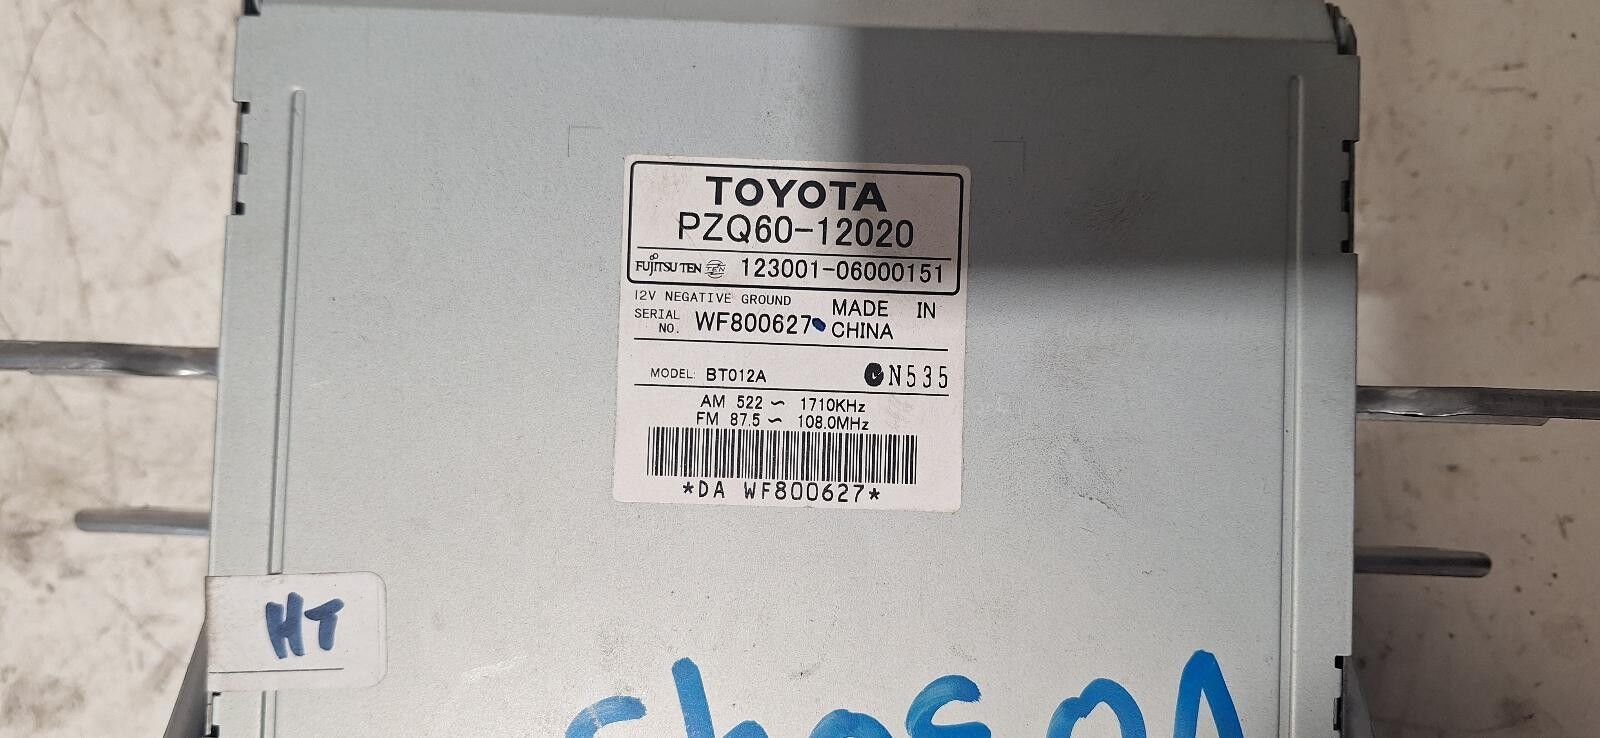 TOYOTA
PZQ60-12020
FUJITSU TEN TEN 123001-06000151
12V NEGATIVE GROUND
MADE IN CHINA
SERIAL NO. WF800627
MODEL: BT012A
N535
AM 522 ~ 1710KHz
FM 87.5 ~ 108.0MHz
*DA WF800627*
HT